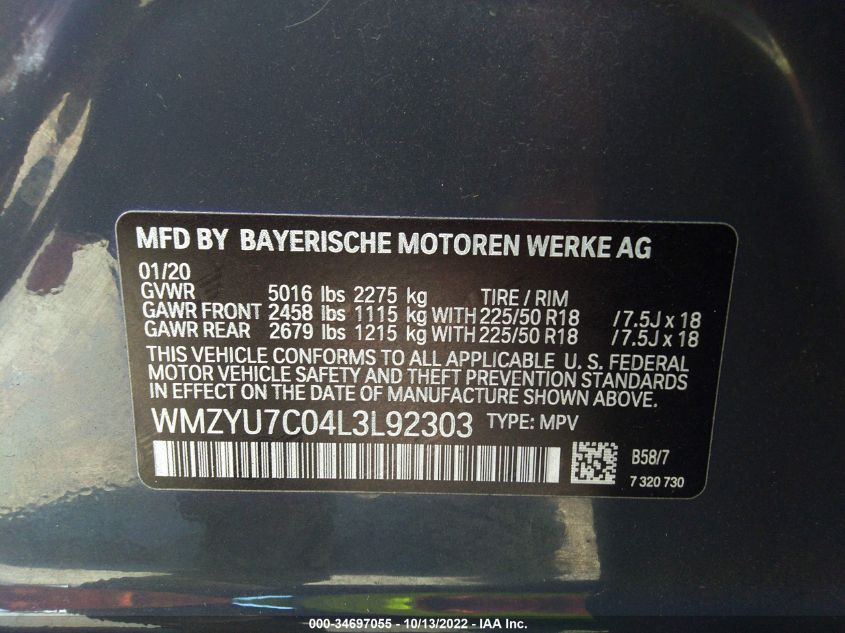 MFD BY BAYERISCHE MOTOREN WERKE AG
01/20
GVWR 5016 lbs 2275 kg TIRE / RIM
GAWR FRONT 2458 lbs 1115 kg WITH 225/50 R18 / 7.5J x 18
GAWR REAR 2679 lbs 1215 kg WITH 225/50 R18 / 7.5J x 18
THIS VEHICLE CONFORMS TO ALL APPLICABLE U. S. FEDERAL
MOTOR VEHICLE SAFETY AND THEFT PREVENTION STANDARDS
IN EFFECT ON THE DATE OF MANUFACTURE SHOWN ABOVE.
WMZYU7C04L3L92303 TYPE: MPV
B58/7
7 320 730
000-34697055 - 10/13/2022 - IAA Inc.